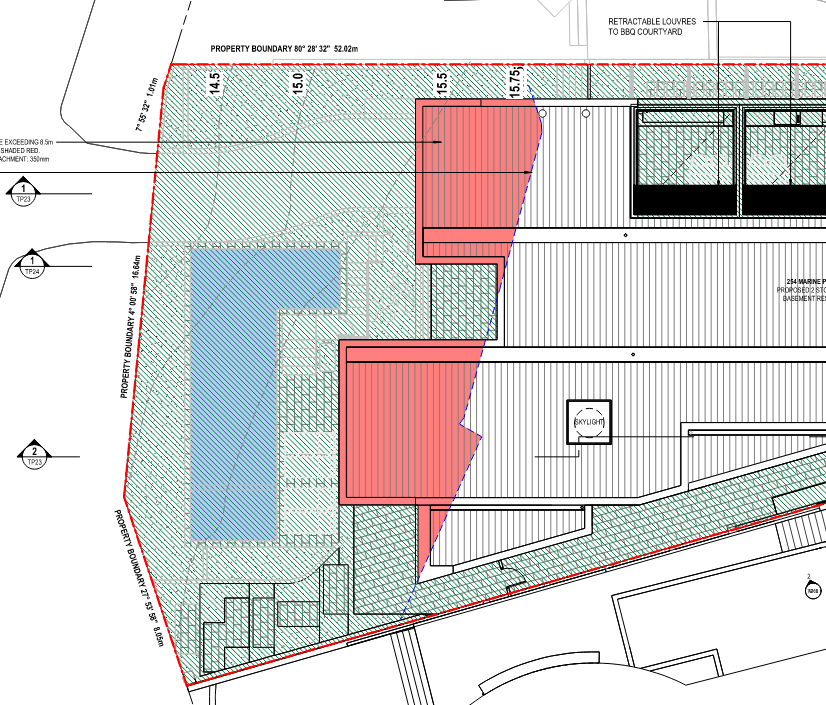 RETRACTABLE LOUVRES
TO BBQ COURTYARD
PROPERTY BOUNDARY 80° 28' 32" 52.02m
14.5
15.0
15.5
15.75
7° 55' 32" 1.01m
E EXCEEDING 8.5m
SHADED RED.
ACHMENT: 350mm
1
TP23
1
TP24
PROPERTY BOUNDARY 4° 00' 58" 16.64m
254 MARINE P
PROPOSED 2 STO
BASEMENT RES
SKYLIGHT
2
TP23
PROPERTY BOUNDARY 27° 53' 58" 8.05m
2